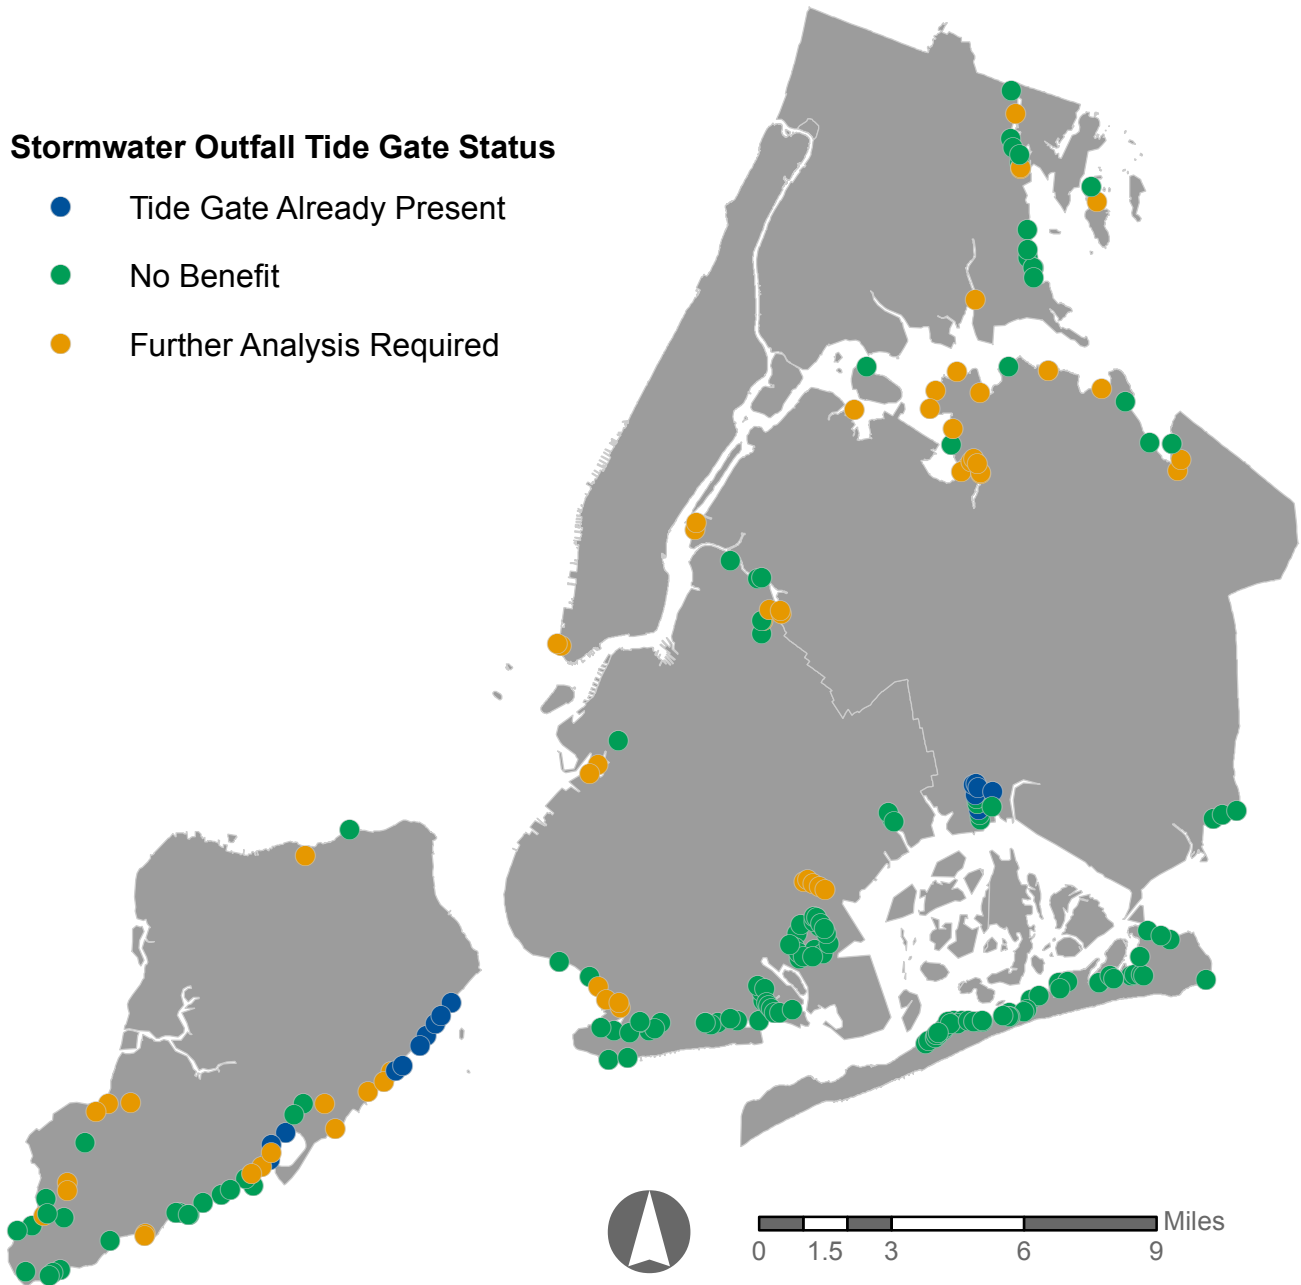 Stormwater Outfall Tide Gate Status
Tide Gate Already Present
No Benefit
Further Analysis Required
Miles
0 1.5 3 6 9